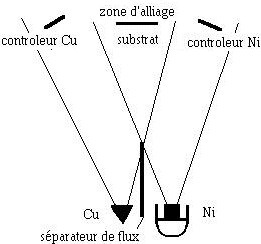 zone d'alliage
substrat
controleur Cu
controleur Ni
Cu
Ni
séparateur de flux